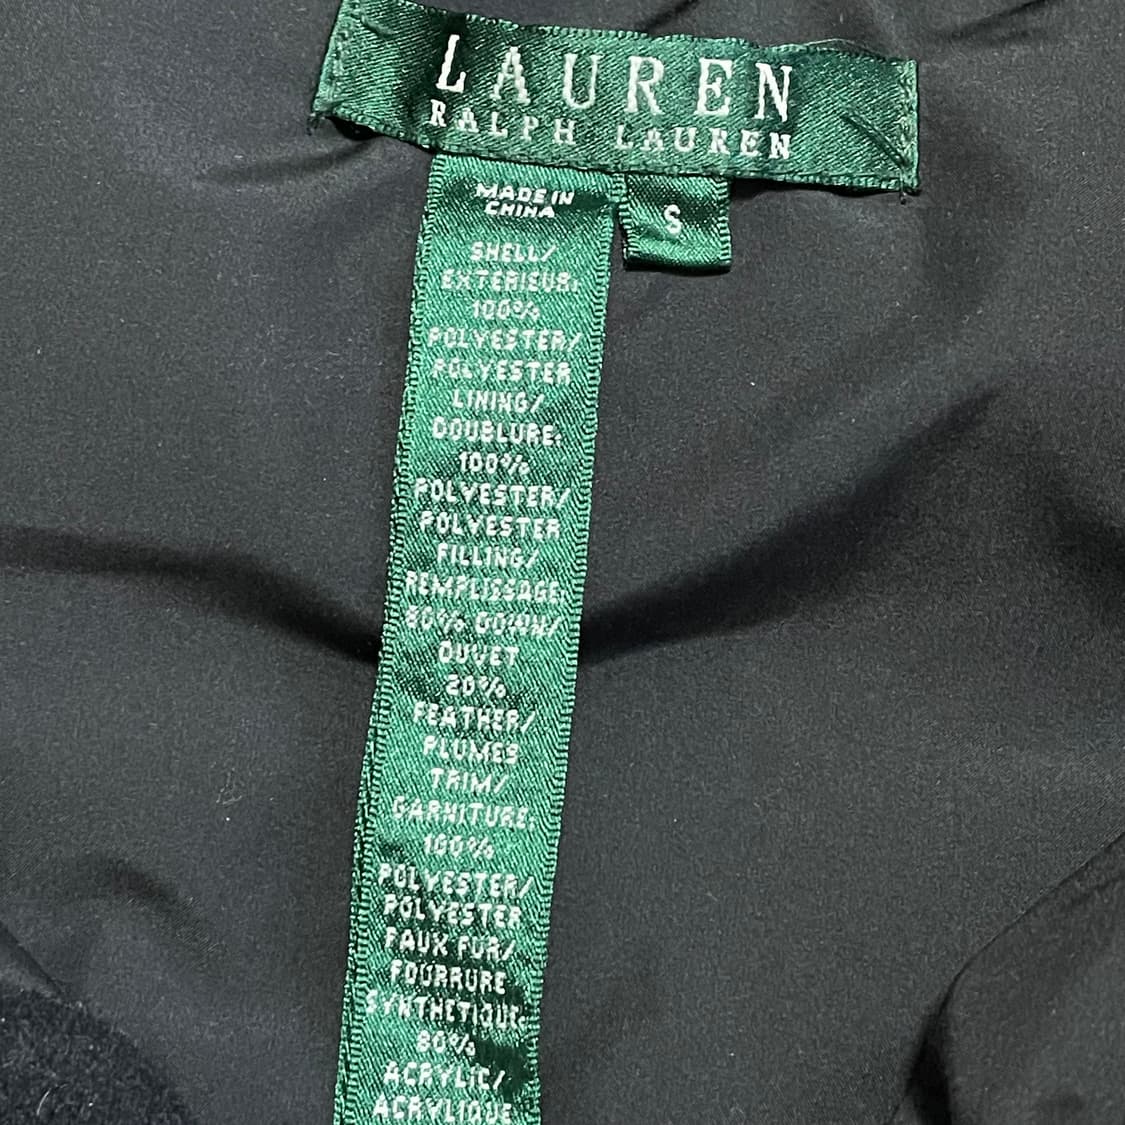 LAUREN
RALPH LAUREN
MADE IN
CHINA
S
SHELL/
EXTERIEUR:
100%
POLYESTER/
POLYESTER
LINING/
DOUBLURE:
100%
POLYESTER/
POLYESTER
FILLING/
REMPLISSAGE
80% DOWN/
DUVET
20%
FEATHER/
PLUMES
TRIM/
GARNITURE:
100%
POLYESTER/
POLYESTER
FAUX FUR/
FOURRURE
SYNTHETIQUE:
80%
ACRYLIC/
ACRYLIQUE